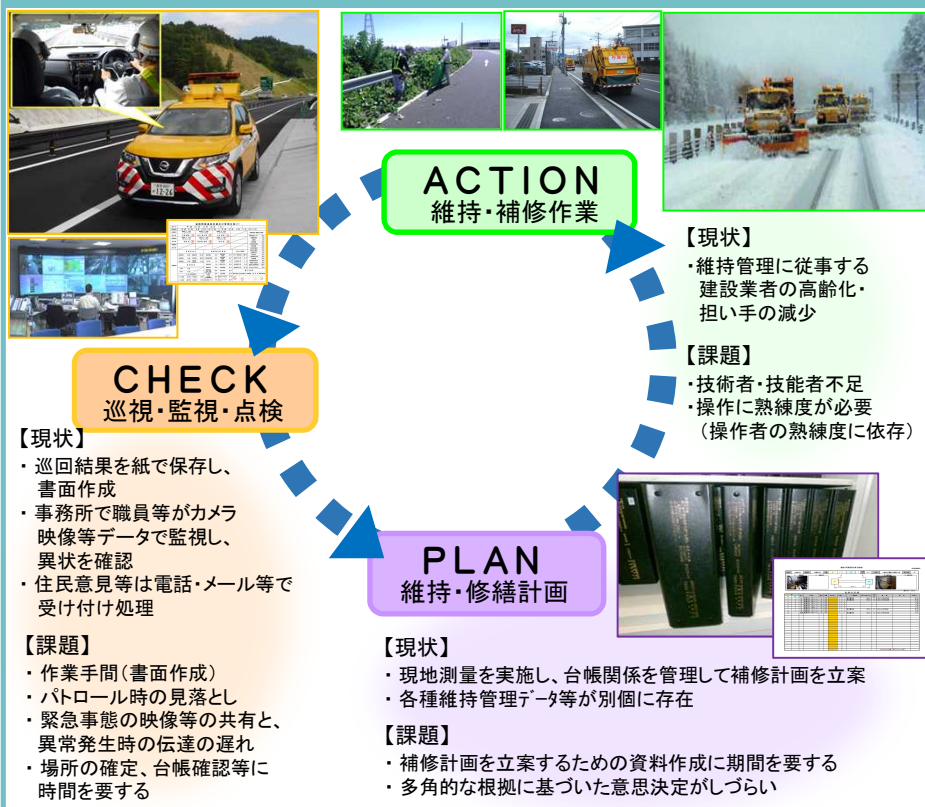 ACTION
維持・補修作業
【現状】
・維持管理に従事する
建設業者の高齢化・
担い手の減少
【課題】
・技術者・技能者不足
・操作に熟練度が必要
（操作者の熟練度に依存）
CHECK
巡視・監視・点検
【現状】
・巡回結果を紙で保存し、
書面作成
・事務所で職員等がカメラ
映像等データで監視し、
異状を確認
・住民意見等は電話・メール等で
受け付け処理
【課題】
・作業手間（書面作成）
・パトロール時の見落とし
・緊急事態の映像等の共有と、
異常発生時の伝達の遅れ
・場所の確定、台帳確認等に
時間を要する
PLAN
維持・修繕計画
【現状】
・現地測量を実施し、台帳関係を管理して補修計画を立案
・各種維持管理ﾃﾞｰﾀ等が別個に存在
【課題】
・補修計画を立案するための資料作成に期間を要する
・多角的な根拠に基づいた意思決定がしづらい